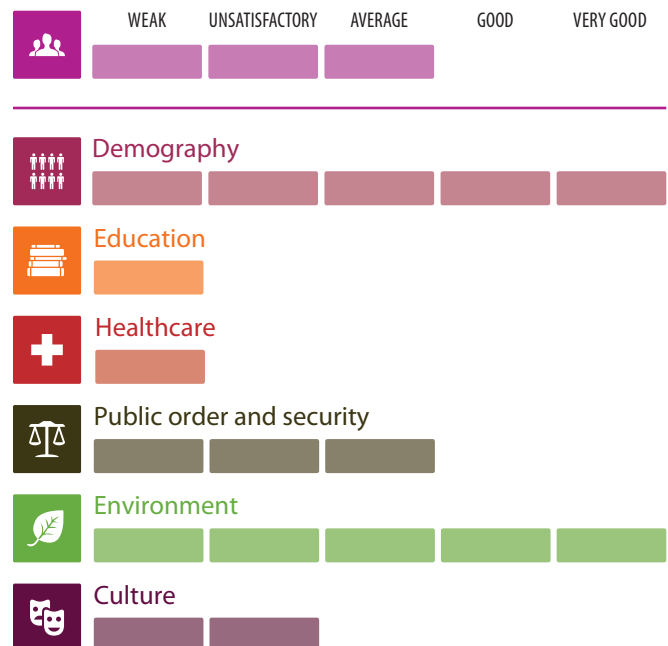 WEAK UNSATISFACTORY AVERAGE GOOD VERY GOOD
Demography
Education
Healthcare
Public order and security
Environment
Culture